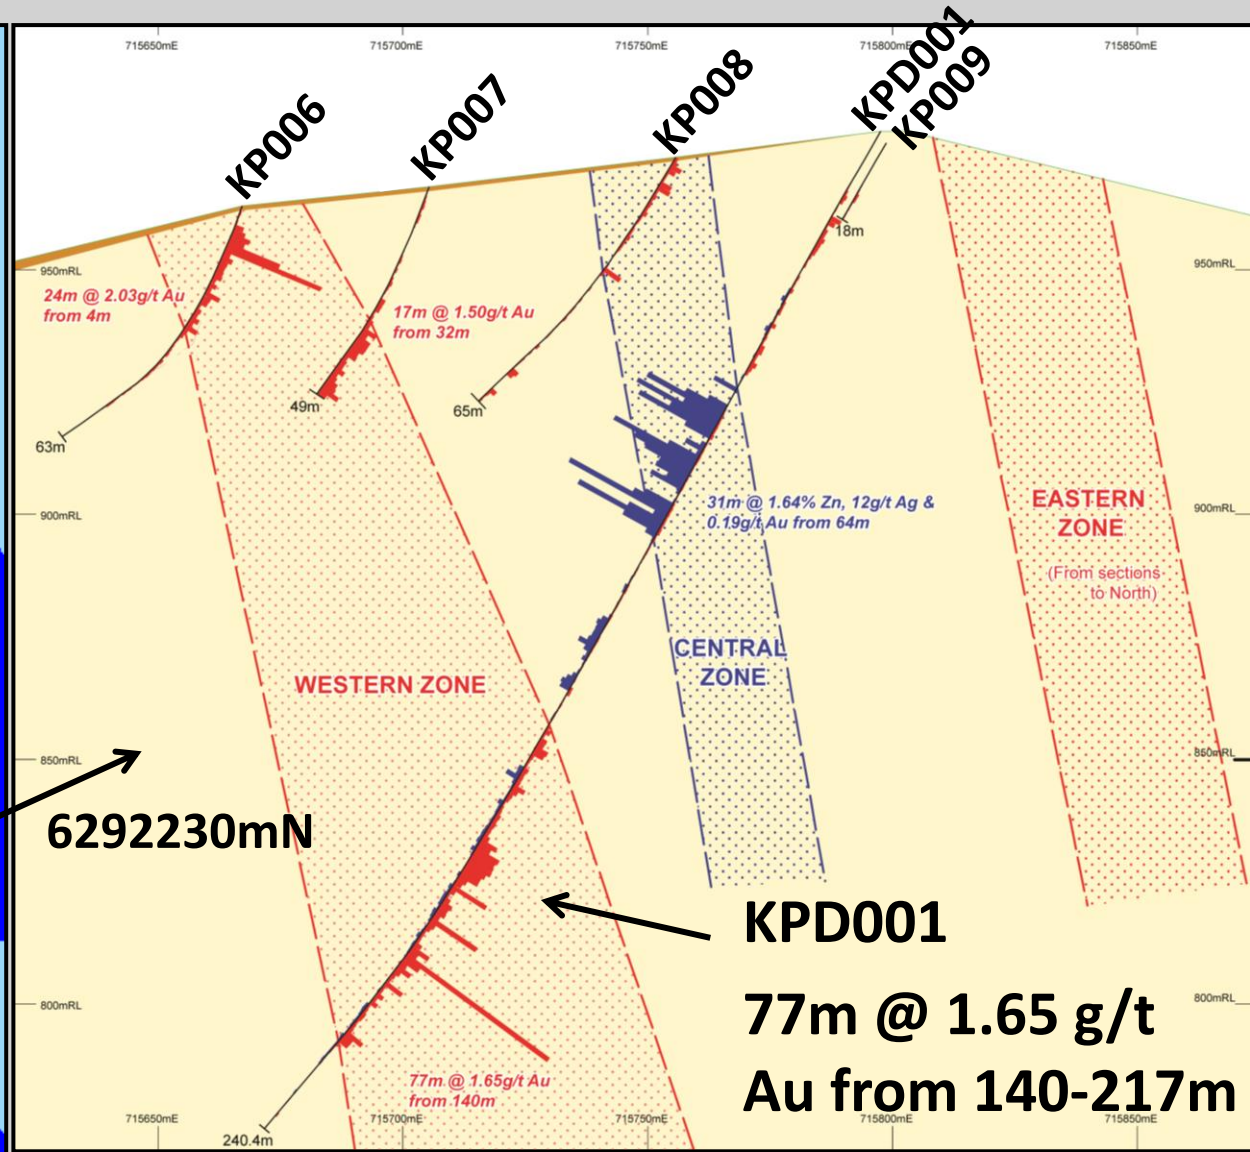 715650mE
715700mE
715750mE
715800mE
715850mE
KP006
KP007
KP008
KPD001
KP009
18m
950mRL
950mRL
24m @ 2.03g/t Au
from 4m
17m @ 1.50g/t Au
from 32m
49m
65m
63m
31m @ 1.64% Zn, 12g/t Ag &
0.19g/t Au from 64m
EASTERN
ZONE
(From sections
to North)
900mRL
900mRL
CENTRAL
ZONE
WESTERN ZONE
850mRL
850mRL
6292230mN
KPD001
77m @ 1.65 g/t
Au from 140-217m
800mRL
800mRL
77m @ 1.65g/t Au
from 140m
240.4m
715650mE
715700mE
715750mE
715800mE
715850mE